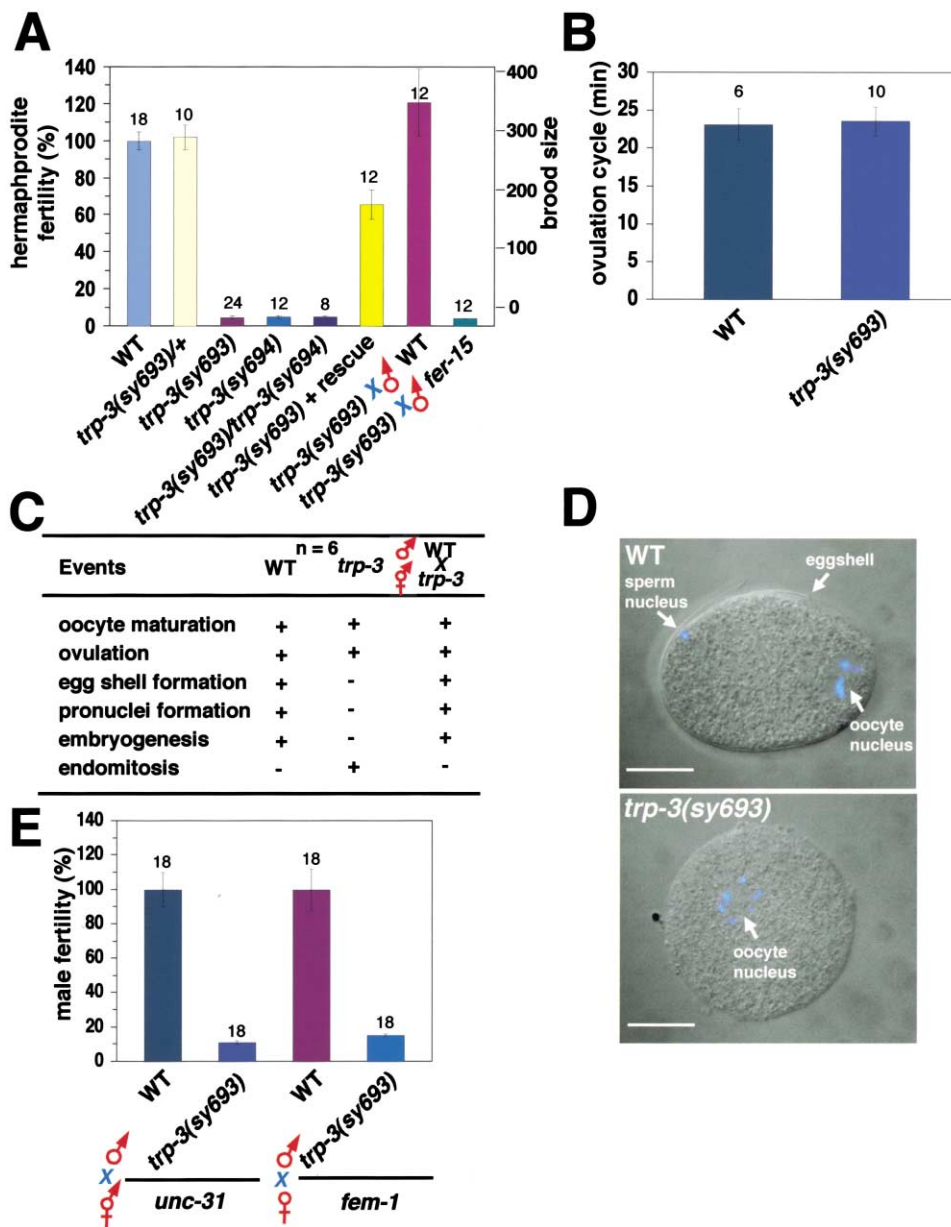 A
hermaphprodite
fertility (%)
140
120
100
80
60
40
20
0
18
10
24
12
8
12
12
12
400
300
200
100
0
brood size
WT
trp-3(sy693)/+
trp-3(sy693)
trp-3(sy694)
trp-3(sy693)/trp-3(sy694)
trp-3(sy693) + rescue
trp-3(sy693) X ♂ WT
trp-3(sy693) X ♂ fer-15
B
ovulation cycle (min)
30
25
20
15
10
5
0
6
10
WT
trp-3(sy693)
C
Events
n = 6
WT
trp-3
♂ WT
X
trp-3
oocyte maturation + + +
ovulation + + +
egg shell formation + - +
pronuclei formation + - +
embryogenesis + - +
endomitosis - + -
D
WT
sperm
nucleus
eggshell
oocyte
nucleus
trp-3(sy693)
oocyte
nucleus
E
male fertility (%)
140
120
100
80
60
40
20
0
18
18
18
18
WT
trp-3(sy693)
WT
trp-3(sy693)
♂
X
unc-31
♂
X
♀
fem-1